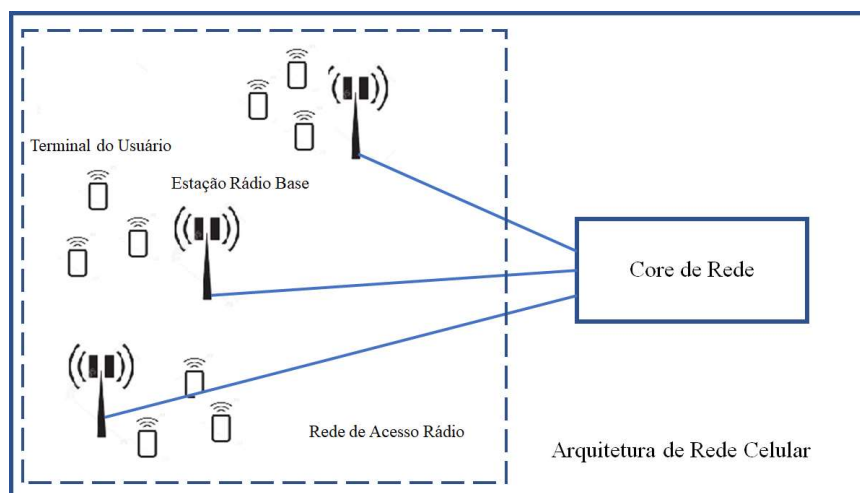 Terminal do Usuário
Estação Rádio Base
Core de Rede
Rede de Acesso Rádio
Arquitetura de Rede Celular